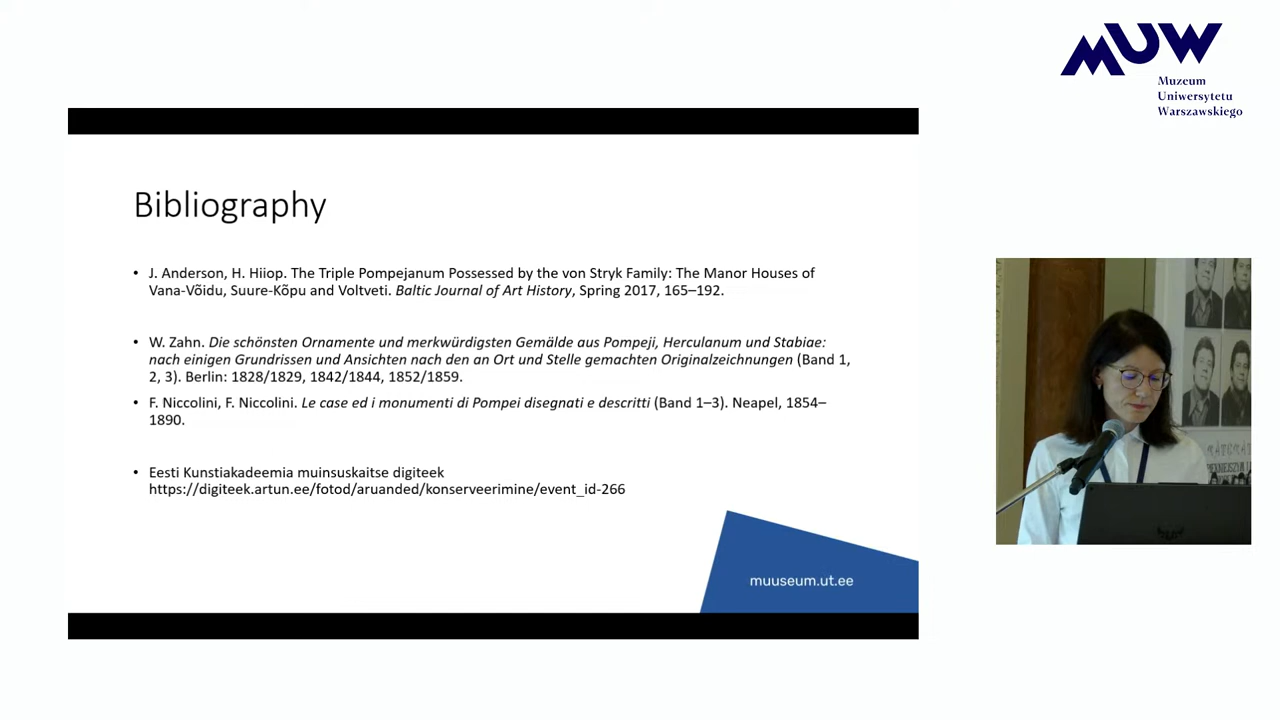 MUW
Muzeum
Uniwersytetu
Warszawskiego
Bibliography
• J. Anderson, H. Hiiop. The Triple Pompejanum Possessed by the von Stryk Family: The Manor Houses of
Vana-Võidu, Suure-Kõpu and Voltveti. Baltic Journal of Art History, Spring 2017, 165–192.
• W. Zahn. Die schönsten Ornamente und merkwürdigsten Gemälde aus Pompeji, Herculanum und Stabiae:
nach einigen Grundrissen und Ansichten nach den an Ort und Stelle gemachten Originalzeichnungen (Band 1,
2, 3). Berlin: 1828/1829, 1842/1844, 1852/1859.
• F. Niccolini, F. Niccolini. Le case ed i monumenti di Pompei disegnati e descritti (Band 1–3). Neapel, 1854–
1890.
• Eesti Kunstiakadeemia muinsuskaitse digiteek
https://digiteek.artun.ee/fotod/aruanded/konserveerimine/event_id-266
muuseum.ut.ee